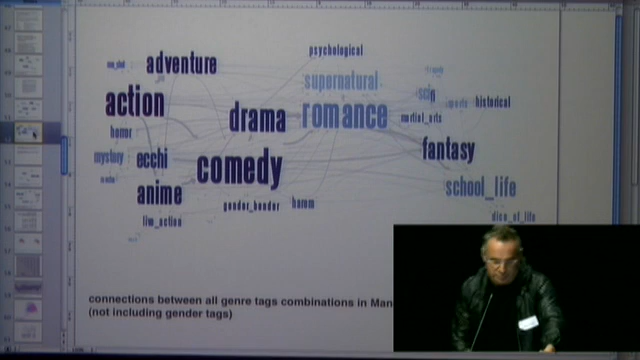 psychological
adventure
supernatural
action
romance
historical
drama
martial_arts
horror
mystery
ecchi
fantasy
comedy
anime
school_life
gender_bender
harem
live_action
connections between all genre tags combinations in Man
(not including gender tags)